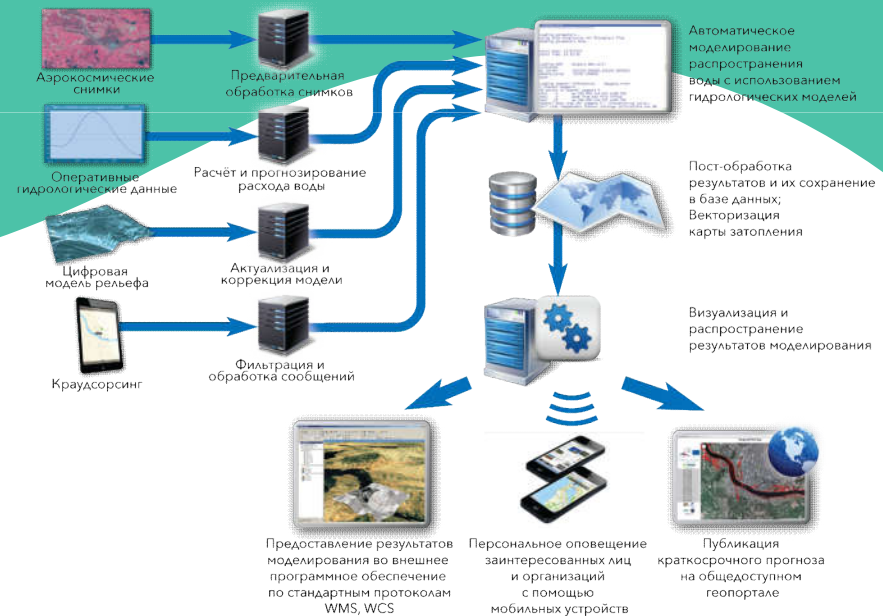 Аэрокосмические
снимки
Предварительная
обработка снимков
Автоматическое
моделирование
распространения
воды с использованием
гидрологических моделей
Оперативные
гидрологические данные
Расчёт и прогнозирование
расхода воды
Пост-обработка
результатов и их сохранение
в базе данных;
Векторизация
карты затопления
Цифровая
модель рельефа
Актуализация и
коррекция модели
Краудсорсинг
Фильтрация и
обработка сообщений
Визуализация и
распространение
результатов моделирования
Предоставление результатов
моделирования во внешнее
программное обеспечение
по стандартным протоколам
WMS, WCS
Персональное оповещение
заинтересованных лиц
и организаций
с помощью
мобильных устройств
Публикация
краткосрочного прогноза
на общедоступном
геопортале